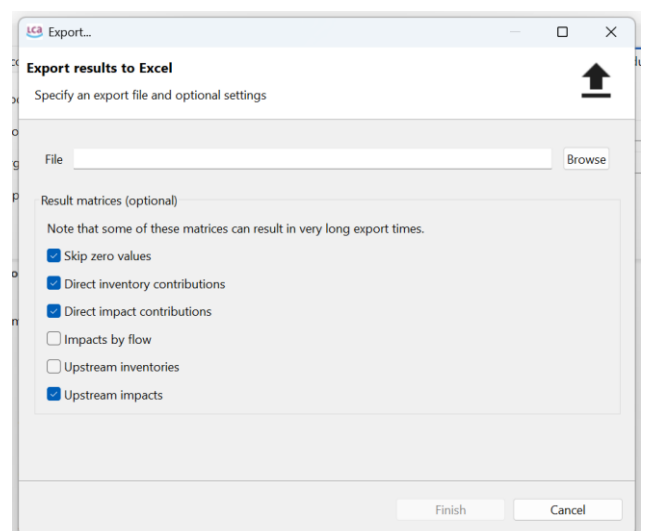 LCA Export...
Export results to Excel
Specify an export file and optional settings
File
Browse
Result matrices (optional)
Note that some of these matrices can result in very long export times.
Skip zero values
Direct inventory contributions
Direct impact contributions
Impacts by flow
Upstream inventories
Upstream impacts
Finish
Cancel